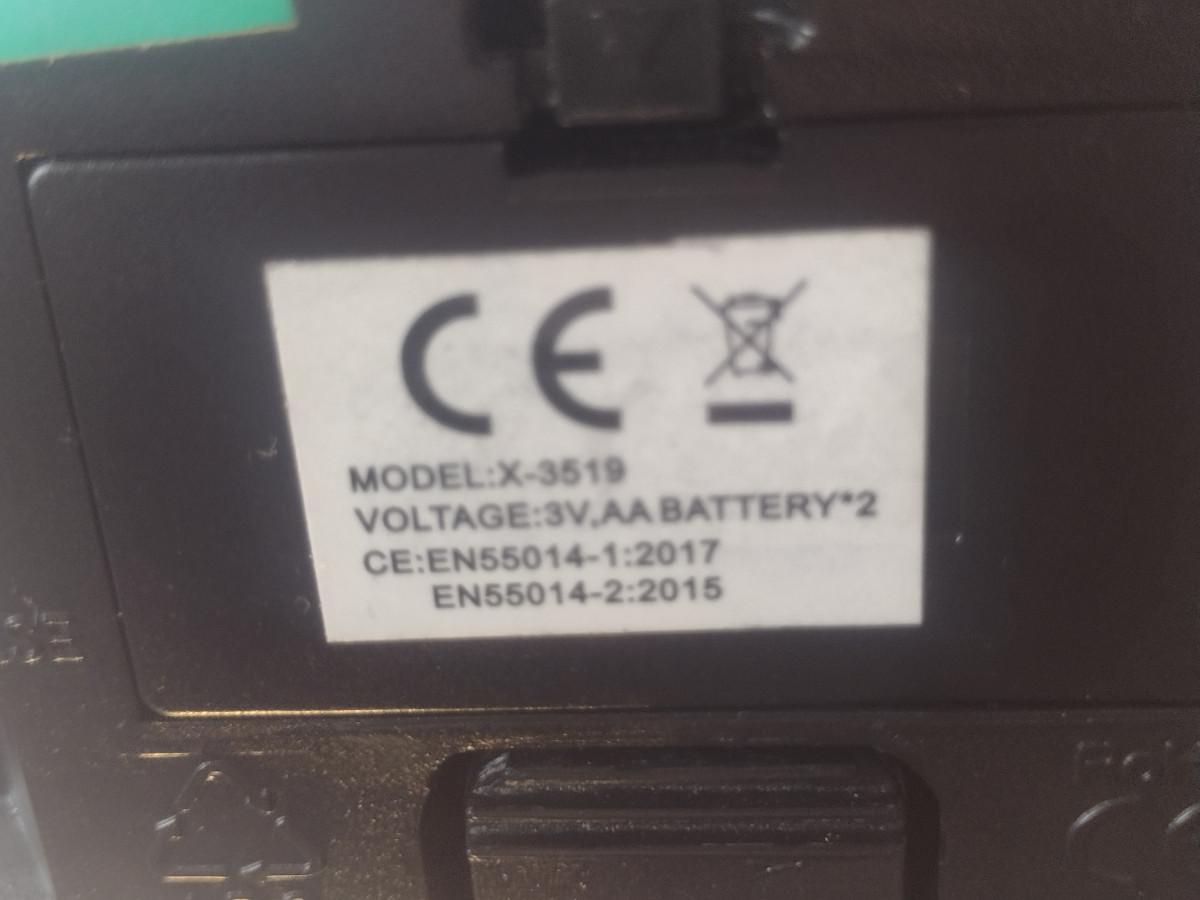 CE
MODEL:X-3519
VOLTAGE:3V,AA BATTERY*2
CE:EN55014-1:2017
EN55014-2:2015